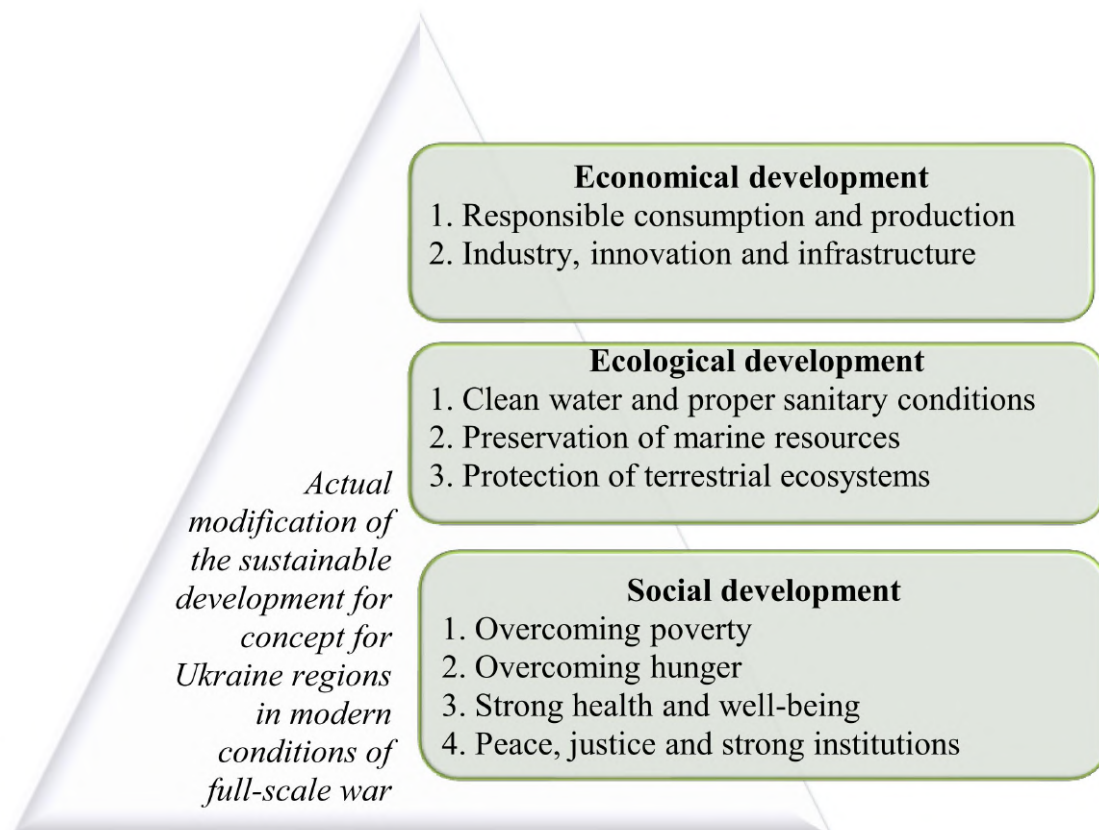 Economical development
1. Responsible consumption and production
2. Industry, innovation and infrastructure
Ecological development
1. Clean water and proper sanitary conditions
2. Preservation of marine resources
3. Protection of terrestrial ecosystems
Actual
modification of
the sustainable
development for
concept for
Ukraine regions
in modern
conditions of
full-scale war
Social development
1. Overcoming poverty
2. Overcoming hunger
3. Strong health and well-being
4. Peace, justice and strong institutions